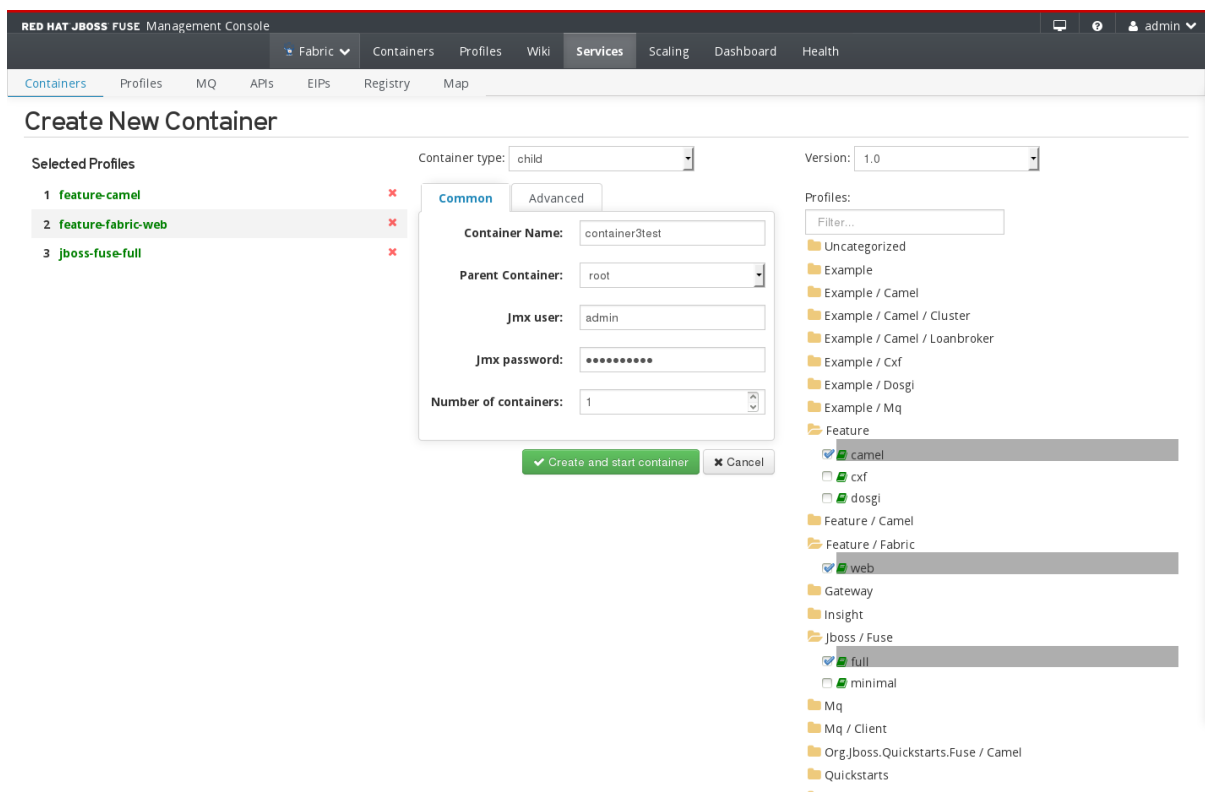 RED HAT JBOSS FUSE Management Console
admin
Fabric Containers Profiles Wiki Services Scaling Dashboard Health
Containers Profiles MQ APIs EIPs Registry Map
Create New Container
Selected Profiles
1 feature-camel
2 feature-fabric-web
3 jboss-fuse-full
Container type: child
Common Advanced
Container Name: container3test
Parent Container: root
Jmx user: admin
Jmx password: ••••••••••
Number of containers: 1
Create and start container Cancel
Version: 1.0
Profiles:
Filter...
Uncategorized
Example
Example / Camel
Example / Camel / Cluster
Example / Camel / Loanbroker
Example / Cxf
Example / Dosgi
Example / Mq
Feature
camel
cxf
dosgi
Feature / Camel
Feature / Fabric
web
Gateway
Insight
Jboss / Fuse
full
minimal
Mq
Mq / Client
Org.Jboss.Quickstarts.Fuse / Camel
Quickstarts